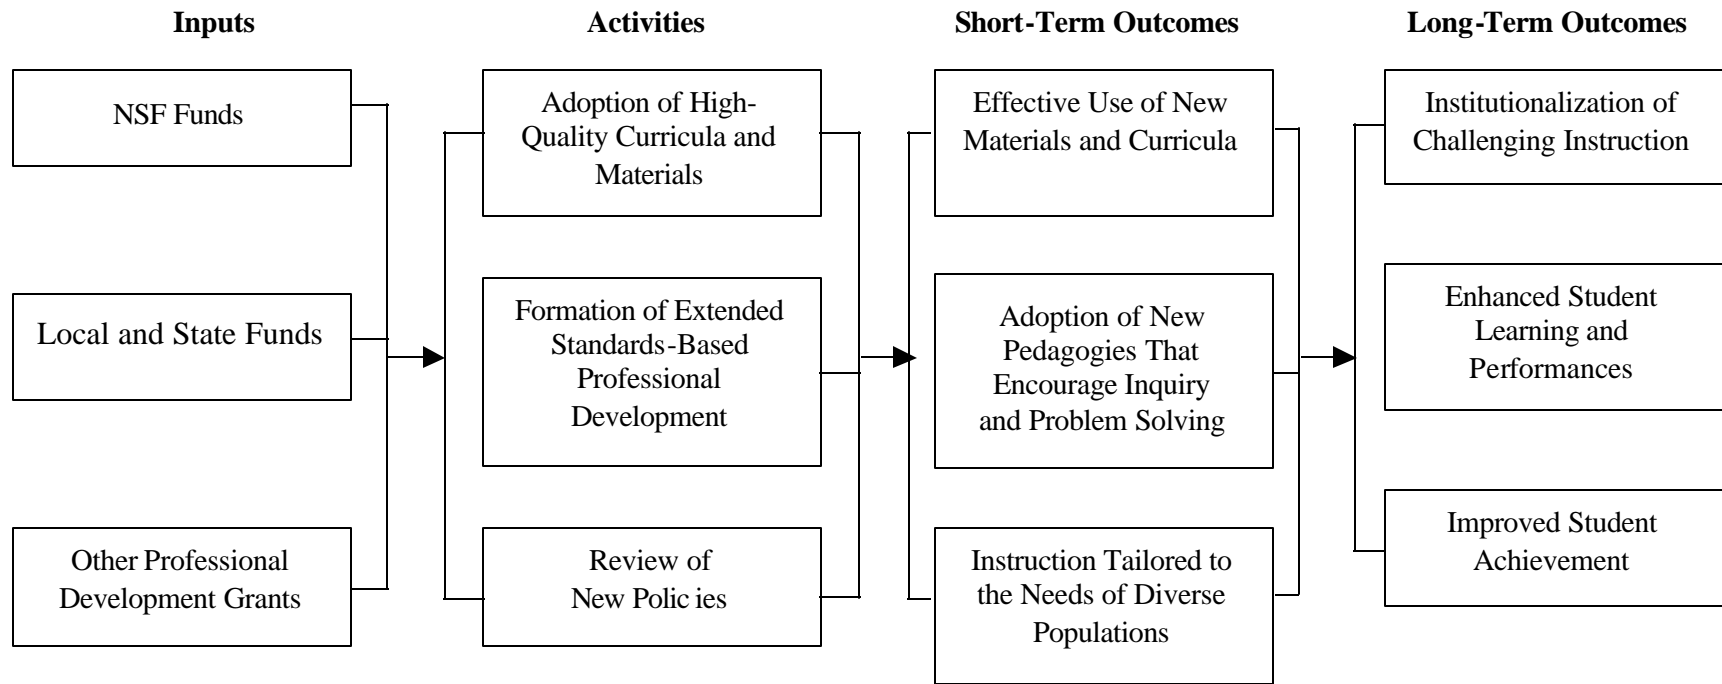 Inputs
Activities
Short-Term Outcomes
Long-Term Outcomes
NSF Funds
Local and State Funds
Other Professional
Development Grants
Adoption of High-
Quality Curricula and
Materials
Formation of Extended
Standards-Based
Professional
Development
Review of
New Policies
Effective Use of New
Materials and Curricula
Adoption of New
Pedagogies That
Encourage Inquiry
and Problem Solving
Instruction Tailored to
the Needs of Diverse
Populations
Institutionalization of
Challenging Instruction
Enhanced Student
Learning and
Performances
Improved Student
Achievement